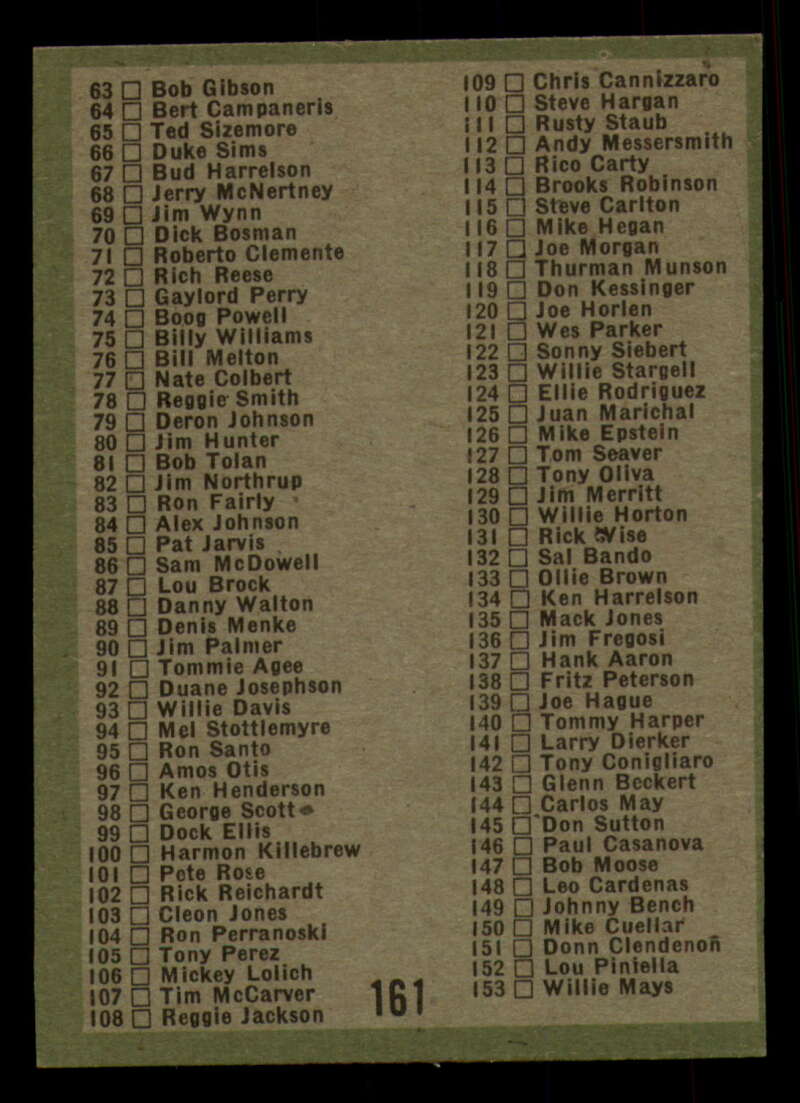 63 □ Bob Gibson
64 □ Bert Campaneris
65 □ Ted Sizemore
66 □ Duke Sims
67 □ Bud Harrelson
68 □ Jerry McNertney
69 □ Jim Wynn
70 □ Dick Bosman
71 □ Roberto Clemente
72 □ Rich Reese
73 □ Gaylord Perry
74 □ Boog Powell
75 □ Billy Williams
76 □ Bill Melton
77 □ Nate Colbert
78 □ Reggie Smith
79 □ Deron Johnson
80 □ Jim Hunter
81 □ Bob Tolan
82 □ Jim Northrup
83 □ Ron Fairly
84 □ Alex Johnson
85 □ Pat Jarvis
86 □ Sam McDowell
87 □ Lou Brock
88 □ Danny Walton
89 □ Denis Menke
90 □ Jim Palmer
91 □ Tommie Agee
92 □ Duane Josephson
93 □ Willie Davis
94 □ Mel Stottlemyre
95 □ Ron Santo
96 □ Amos Otis
97 □ Ken Henderson
98 □ George Scott
99 □ Dock Ellis
100 □ Harmon Killebrew
101 □ Pete Rose
102 □ Rick Reichardt
103 □ Cleon Jones
104 □ Ron Perranoski
105 □ Tony Perez
106 □ Mickey Lolich
107 □ Tim McCarver
108 □ Reggie Jackson
109 □ Chris Cannizzaro
110 □ Steve Hargan
111 □ Rusty Staub
112 □ Andy Messersmith
113 □ Rico Carty
114 □ Brooks Robinson
115 □ Steve Carlton
116 □ Mike Hegan
117 □ Joe Morgan
118 □ Thurman Munson
119 □ Don Kessinger
120 □ Joe Horlen
121 □ Wes Parker
122 □ Sonny Siebert
123 □ Willie Stargell
124 □ Ellie Rodriguez
125 □ Juan Marichal
126 □ Mike Epstein
127 □ Tom Seaver
128 □ Tony Oliva
129 □ Jim Merritt
130 □ Willie Horton
131 □ Rick Wise
132 □ Sal Bando
133 □ Ollie Brown
134 □ Ken Harrelson
135 □ Mack Jones
136 □ Jim Fregosi
137 □ Hank Aaron
138 □ Fritz Peterson
139 □ Joe Hague
140 □ Tommy Harper
141 □ Larry Dierker
142 □ Tony Conigliaro
143 □ Glenn Beckert
144 □ Carlos May
145 □ Don Sutton
146 □ Paul Casanova
147 □ Bob Moose
148 □ Leo Cardenas
149 □ Johnny Bench
150 □ Mike Cuellar
151 □ Donn Clendenon
152 □ Lou Piniella
153 □ Willie Mays
161